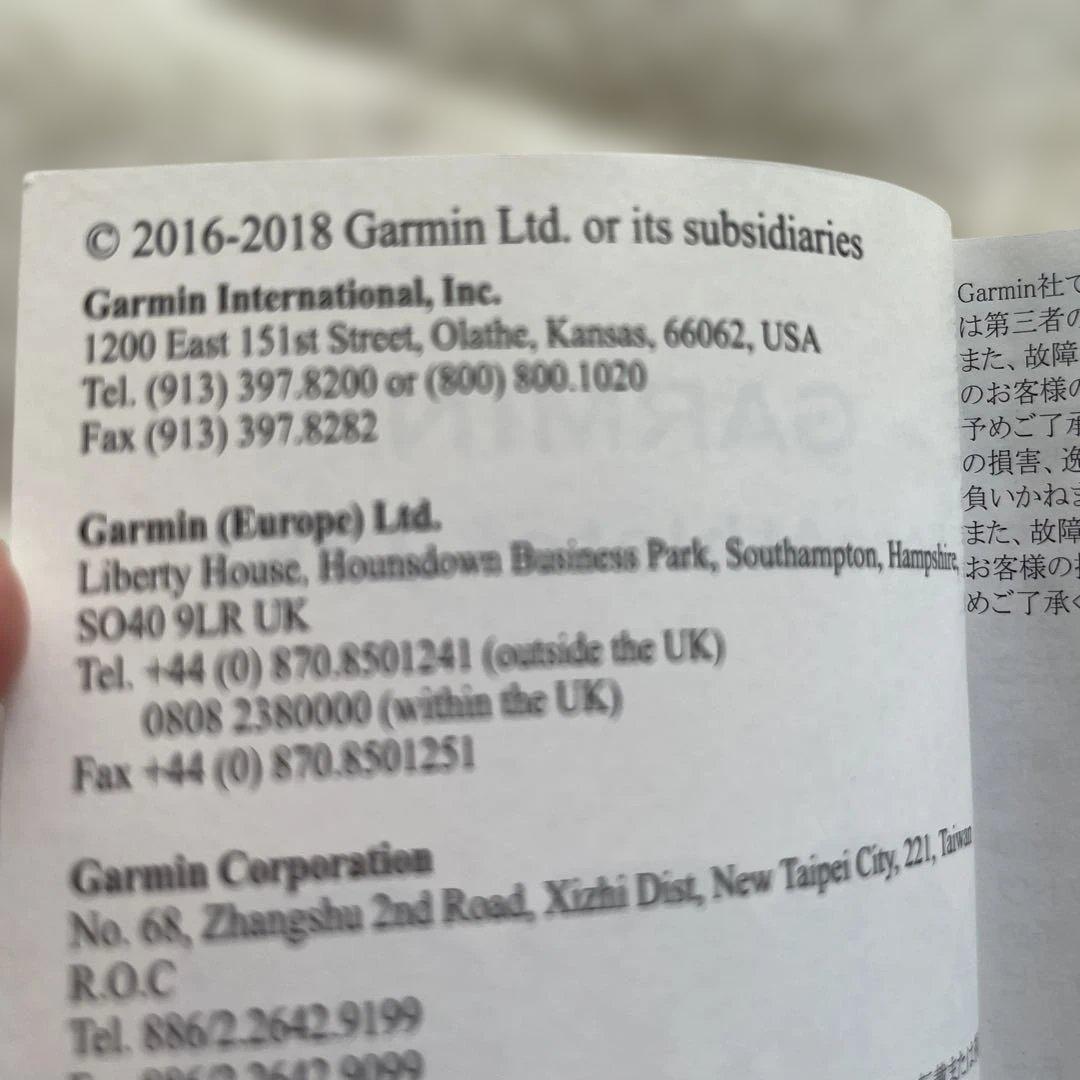 © 2016-2018 Garmin Ltd. or its subsidiaries
Garmin International, Inc.
1200 East 151st Street, Olathe, Kansas, 66062, USA
Tel. (913) 397.8200 or (800) 800.1020
Fax (913) 397.8282
Garmin (Europe) Ltd.
Liberty House, Hounsdown Business Park, Southampton, Hampshire,
SO40 9LR UK
Tel. +44 (0) 870.8501241 (outside the UK)
0808 2380000 (within the UK)
Fax +44 (0) 870.8501251
Garmin Corporation
No. 68, Zhangshu 2nd Road, Xizhi Dist, New Taipei City, 221, Taiwan
R.O.C
Tel. 886/2.2642.9199
886/2.2642.9099
Garmin社で
は第三者の
また、故障
のお客様の
予めご了承
の損害、逸
負いかねま
また、故障
お客様の
めご了承く